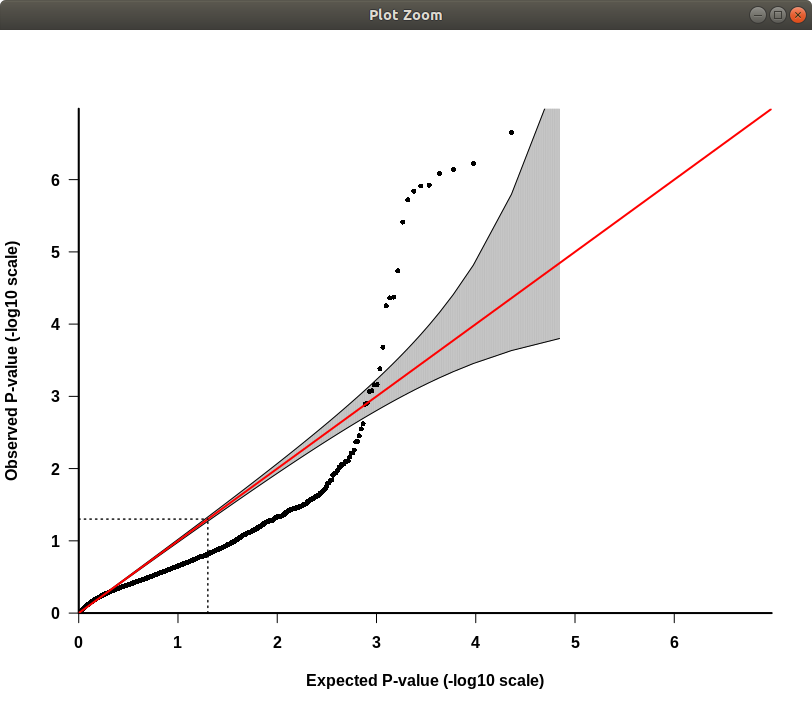 Plot Zoom
Observed P-value (-log10 scale)
6
5
4
3
2
1
0
0 1 2 3 4 5 6
Expected P-value (-log10 scale)